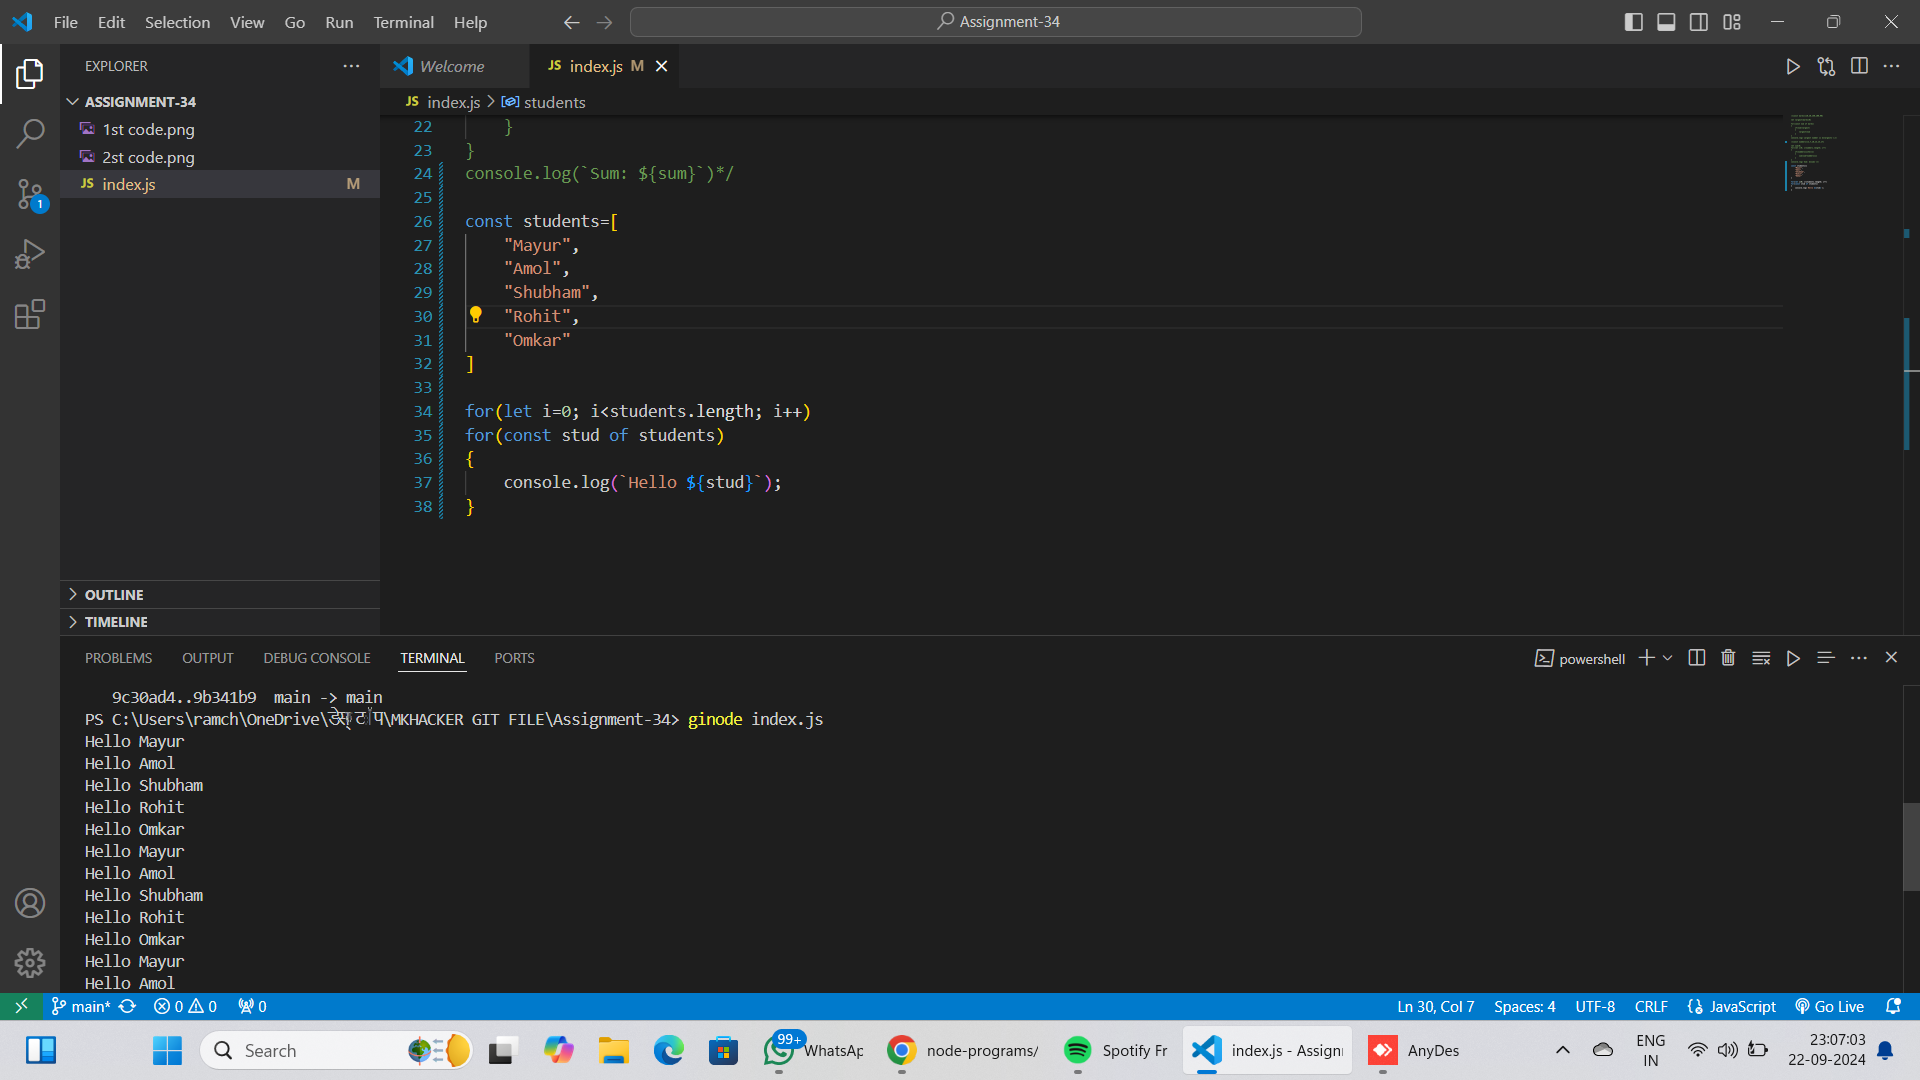 File Edit Selection View Go Run Terminal Help
Assignment-34
EXPLORER
ASSIGNMENT-34
1st code.png
2st code.png
JS index.js M
OUTLINE
TIMELINE
Welcome
JS index.js M
JS index.js > students
22 }
23 }
24 console.log(`Sum: ${sum}`)*/
25
26 const students=[
27 "Mayur",
28 "Amol",
29 "Shubham",
30 "Rohit",
31 "Omkar"
32 ]
33
34 for(let i=0; i<students.length; i++)
35 for(const stud of students)
36 {
37 console.log(`Hello ${stud}`);
38 }
PROBLEMS OUTPUT DEBUG CONSOLE TERMINAL PORTS
powershell
9c30ad4..9b341b9 main -> main
PS C:\Users\ramch\OneDrive\डेस्कटॉप\MKHACKER GIT FILE\Assignment-34> ginode index.js
Hello Mayur
Hello Amol
Hello Shubham
Hello Rohit
Hello Omkar
Hello Mayur
Hello Amol
Hello Shubham
Hello Rohit
Hello Omkar
Hello Mayur
Hello Amol
1
main* 0 0 0
Ln 30, Col 7 Spaces: 4 UTF-8 CRLF JavaScript Go Live
Search
99+
WhatsAp
node-programs/
Spotify Fr
index.js - Assign
AnyDes
ENG
IN
23:07:03
22-09-2024